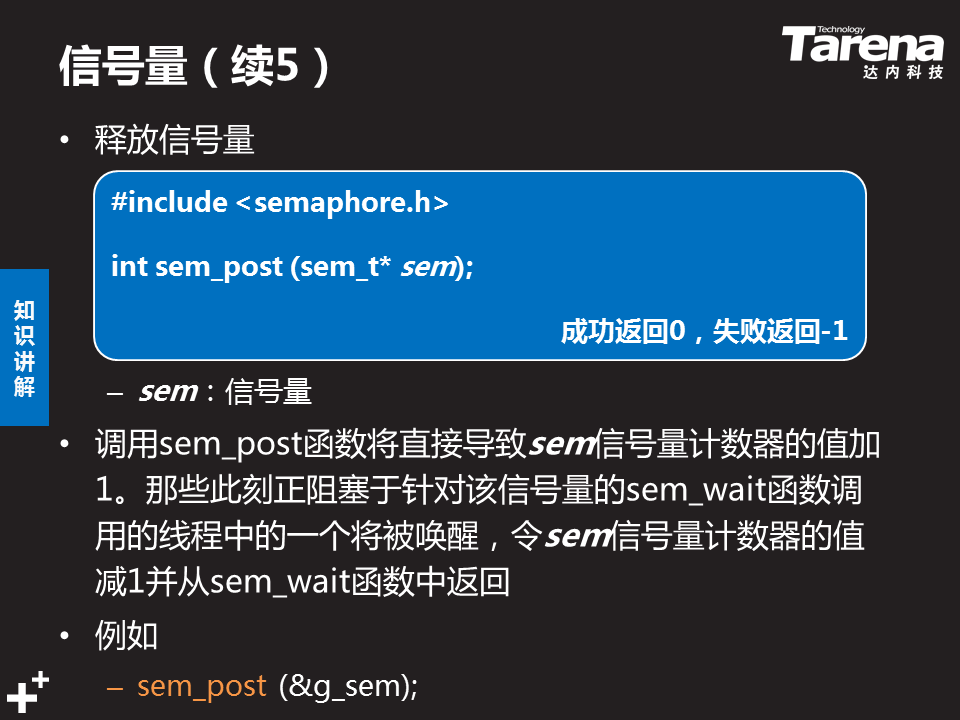 信号量（续5）
Technology
Tarena
达内科技
• 释放信号量
#include <semaphore.h>
int sem_post (sem_t* sem);
成功返回0，失败返回-1
– sem：信号量
• 调用sem_post函数将直接导致sem信号量计数器的值加
1。那些此刻正阻塞于针对该信号量的sem_wait函数调
用的线程中的一个将被唤醒，令sem信号量计数器的值
减1并从sem_wait函数中返回
• 例如
– sem_post (&g_sem);
知
识
讲
解